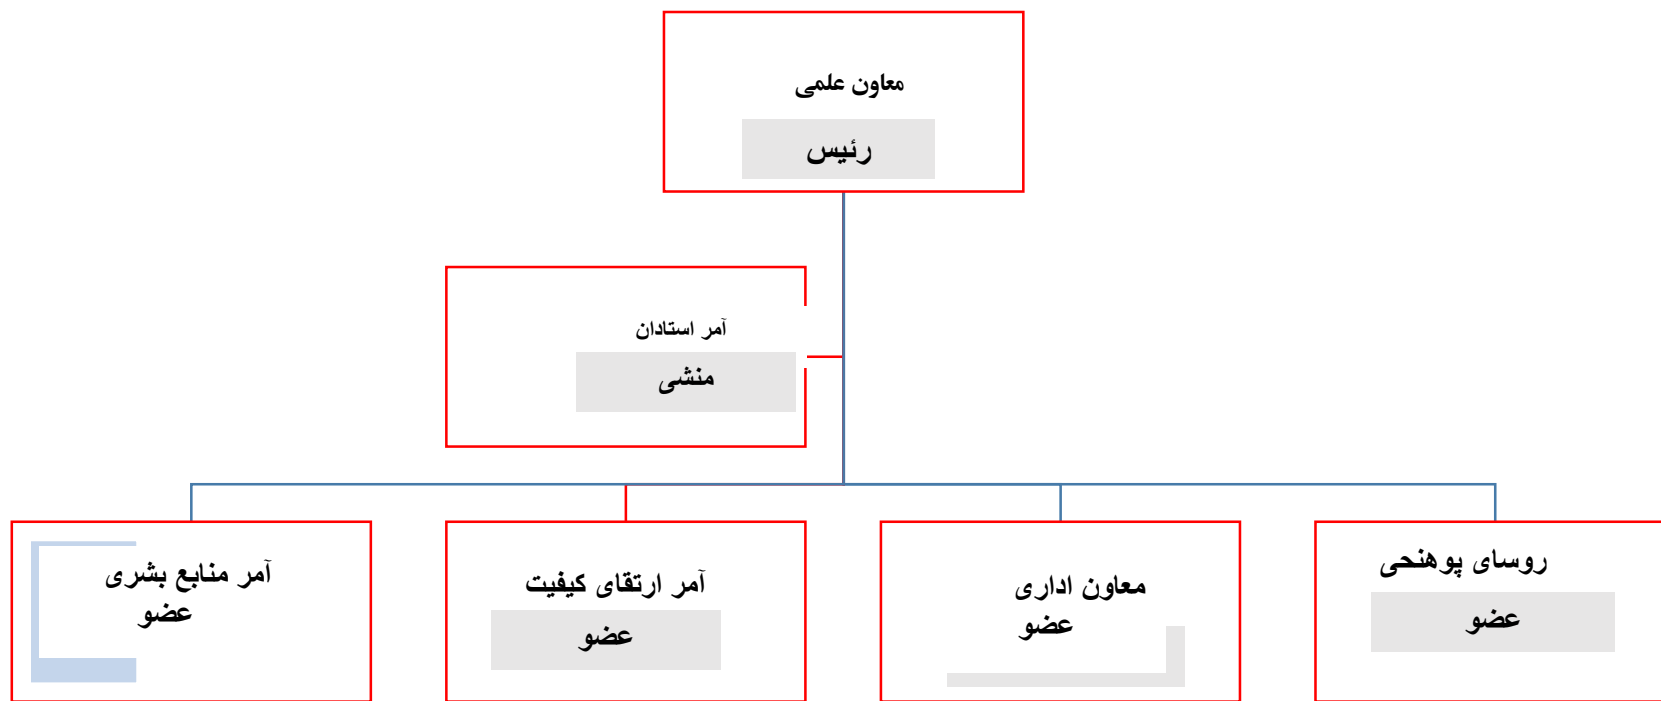 معاون علمی
رئیس
آمر استادان
منشی
روسای پوهنحی
عضو
معاون اداری
عضو
آمر ارتقای کیفیت
عضو
آمر منابع بشری
عضو